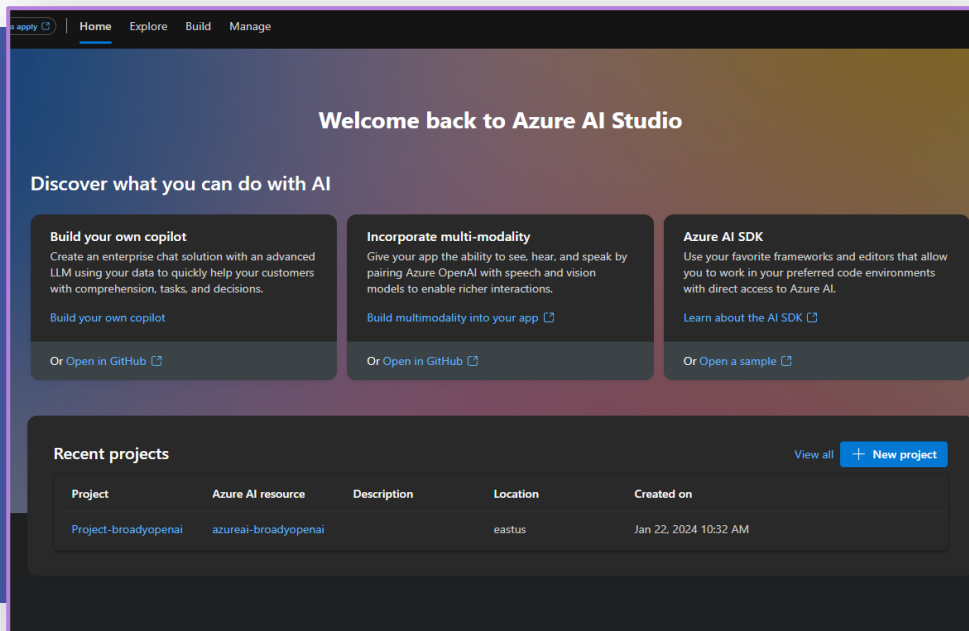 s apply
Home Explore Build Manage
Welcome back to Azure AI Studio
Discover what you can do with AI
Build your own copilot
Create an enterprise chat solution with an advanced
LLM using your data to quickly help your customers
with comprehension, tasks, and decisions.
Build your own copilot
Or Open in GitHub
Incorporate multi-modality
Give your app the ability to see, hear, and speak by
pairing Azure OpenAI with speech and vision
models to enable richer interactions.
Build multimodality into your app
Or Open in GitHub
Azure AI SDK
Use your favorite frameworks and editors that allow
you to work in your preferred code environments
with direct access to Azure AI.
Learn about the AI SDK
Or Open a sample
Recent projects
View all + New project
Project Azure AI resource Description Location Created on
Project-broadyopenai azureai-broadyopenai eastus Jan 22, 2024 10:32 AM